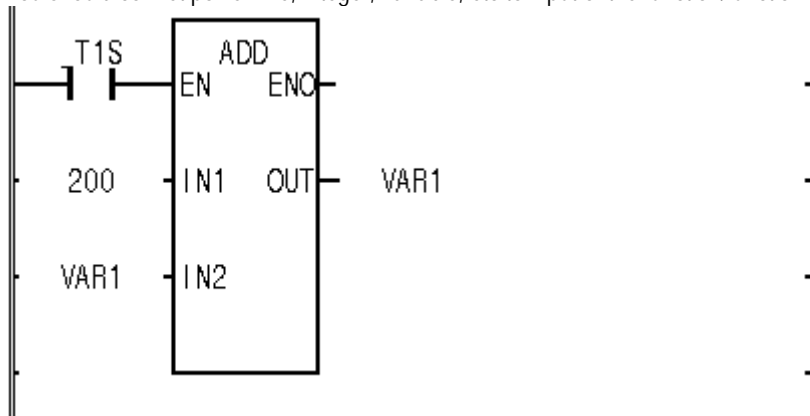 T1S ADD
EN ENO
200 IN1 OUT VAR1
VAR1 IN2